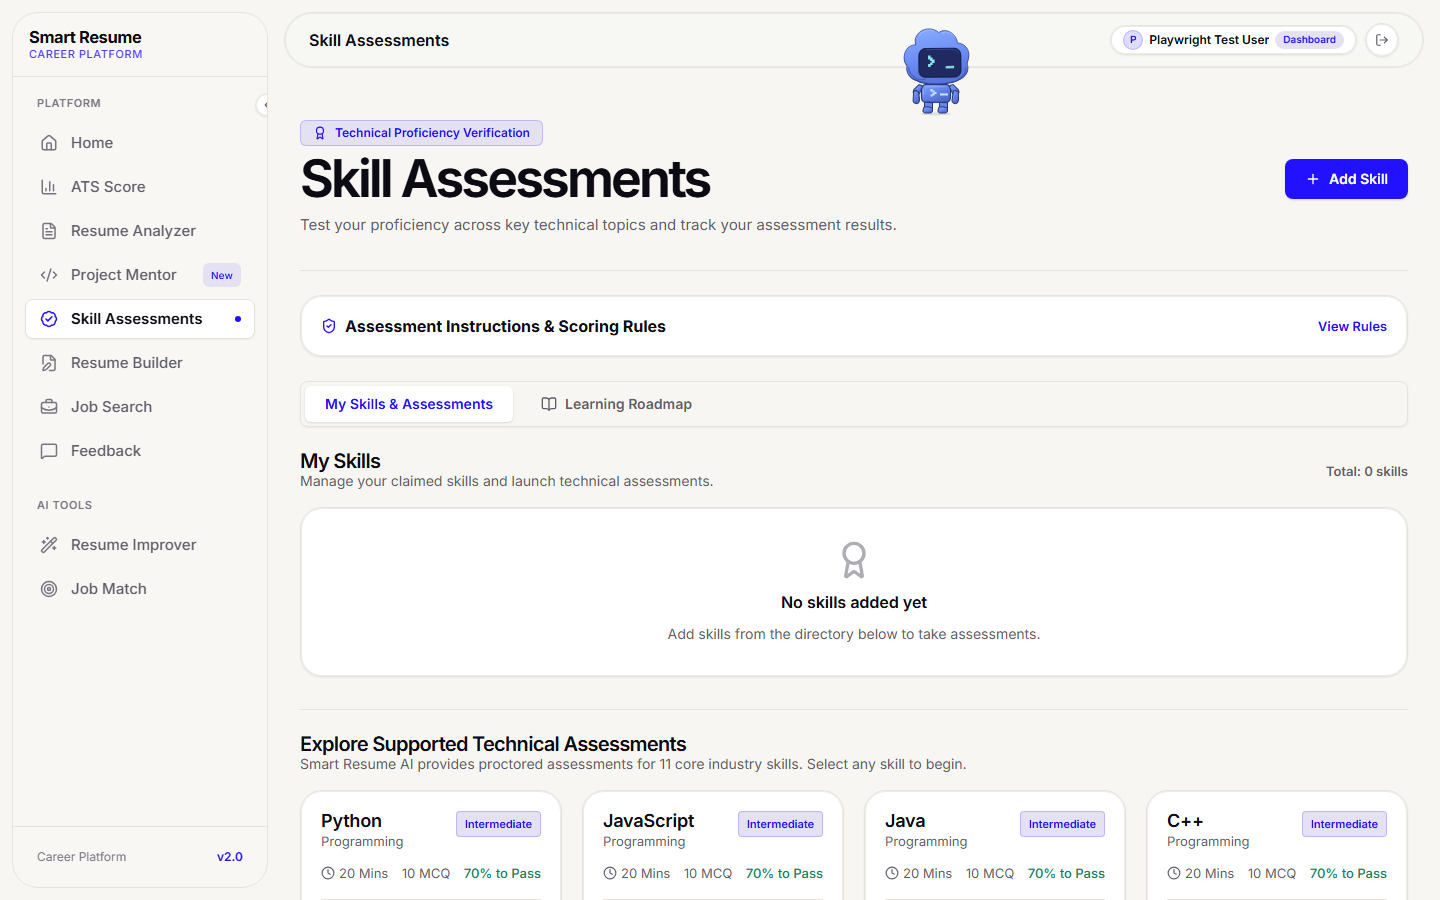 Smart Resume
CAREER PLATFORM
PLATFORM
Home
ATS Score
Resume Analyzer
Project Mentor New
Skill Assessments
Resume Builder
Job Search
Feedback
AI TOOLS
Resume Improver
Job Match
Career Platform v2.0
Skill Assessments
P Playwright Test User Dashboard
Technical Proficiency Verification
Skill Assessments
Test your proficiency across key technical topics and track your assessment results.
+ Add Skill
Assessment Instructions & Scoring Rules
View Rules
My Skills & Assessments
Learning Roadmap
My Skills
Manage your claimed skills and launch technical assessments.
Total: 0 skills
No skills added yet
Add skills from the directory below to take assessments.
Explore Supported Technical Assessments
Smart Resume AI provides proctored assessments for 11 core industry skills. Select any skill to begin.
Python Intermediate
Programming
20 Mins 10 MCQ 70% to Pass
JavaScript Intermediate
Programming
20 Mins 10 MCQ 70% to Pass
Java Intermediate
Programming
20 Mins 10 MCQ 70% to Pass
C++ Intermediate
Programming
20 Mins 10 MCQ 70% to Pass